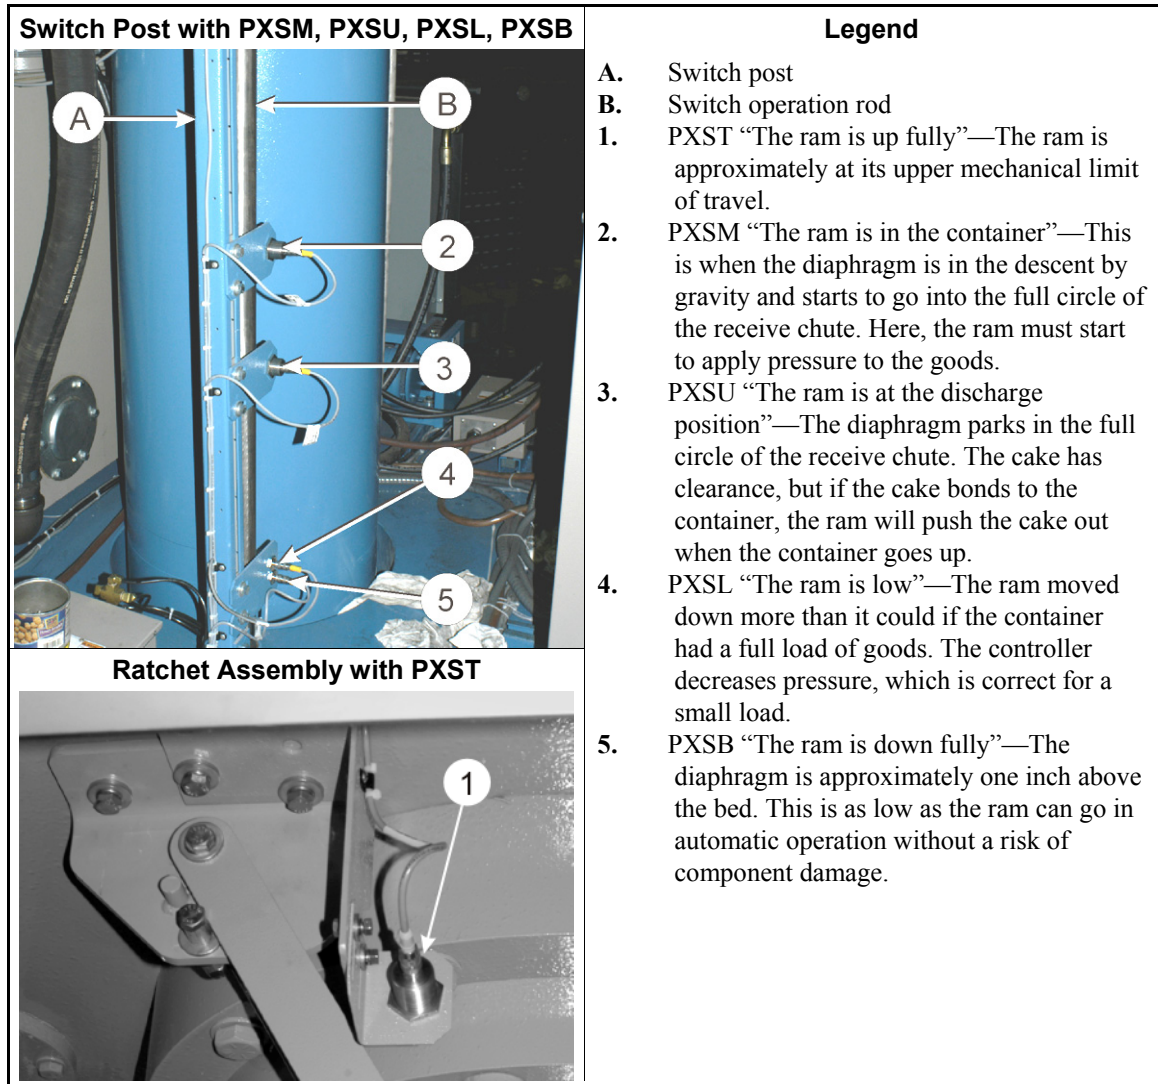 Switch Post with PXSM, PXSU, PXSL, PXSB
A
B
2
3
4
5
Ratchet Assembly with PXST
1
Legend
A. Switch post
B. Switch operation rod
1. PXST “The ram is up fully”—The ram is
approximately at its upper mechanical limit
of travel.
2. PXSM “The ram is in the container”—This
is when the diaphragm is in the descent by
gravity and starts to go into the full circle of
the receive chute. Here, the ram must start
to apply pressure to the goods.
3. PXSU “The ram is at the discharge
position”—The diaphragm parks in the full
circle of the receive chute. The cake has
clearance, but if the cake bonds to the
container, the ram will push the cake out
when the container goes up.
4. PXSL “The ram is low”—The ram moved
down more than it could if the container
had a full load of goods. The controller
decreases pressure, which is correct for a
small load.
5. PXSB “The ram is down fully”—The
diaphragm is approximately one inch above
the bed. This is as low as the ram can go in
automatic operation without a risk of
component damage.